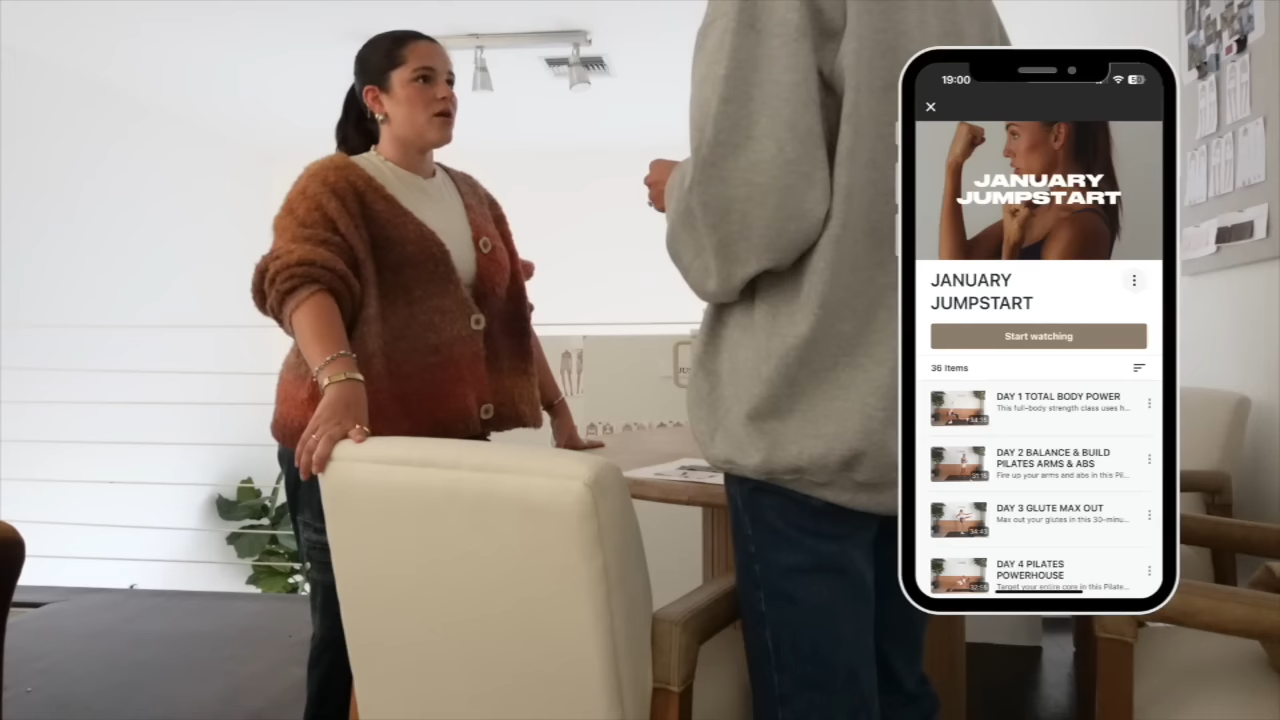 19:00
JANUARY
JUMPSTART
JANUARY
JUMPSTART
Start watching
36 Items
DAY 1 TOTAL BODY POWER
This full-body strength class uses h...
DAY 2 BALANCE & BUILD
PILATES ARMS & ABS
Fire up your arms and abs in this Pil...
DAY 3 GLUTE MAX OUT
Max out your glutes in this 30-minu...
34:43
DAY 4 PILATES
POWERHOUSE
Target your entire core in this Pilate...